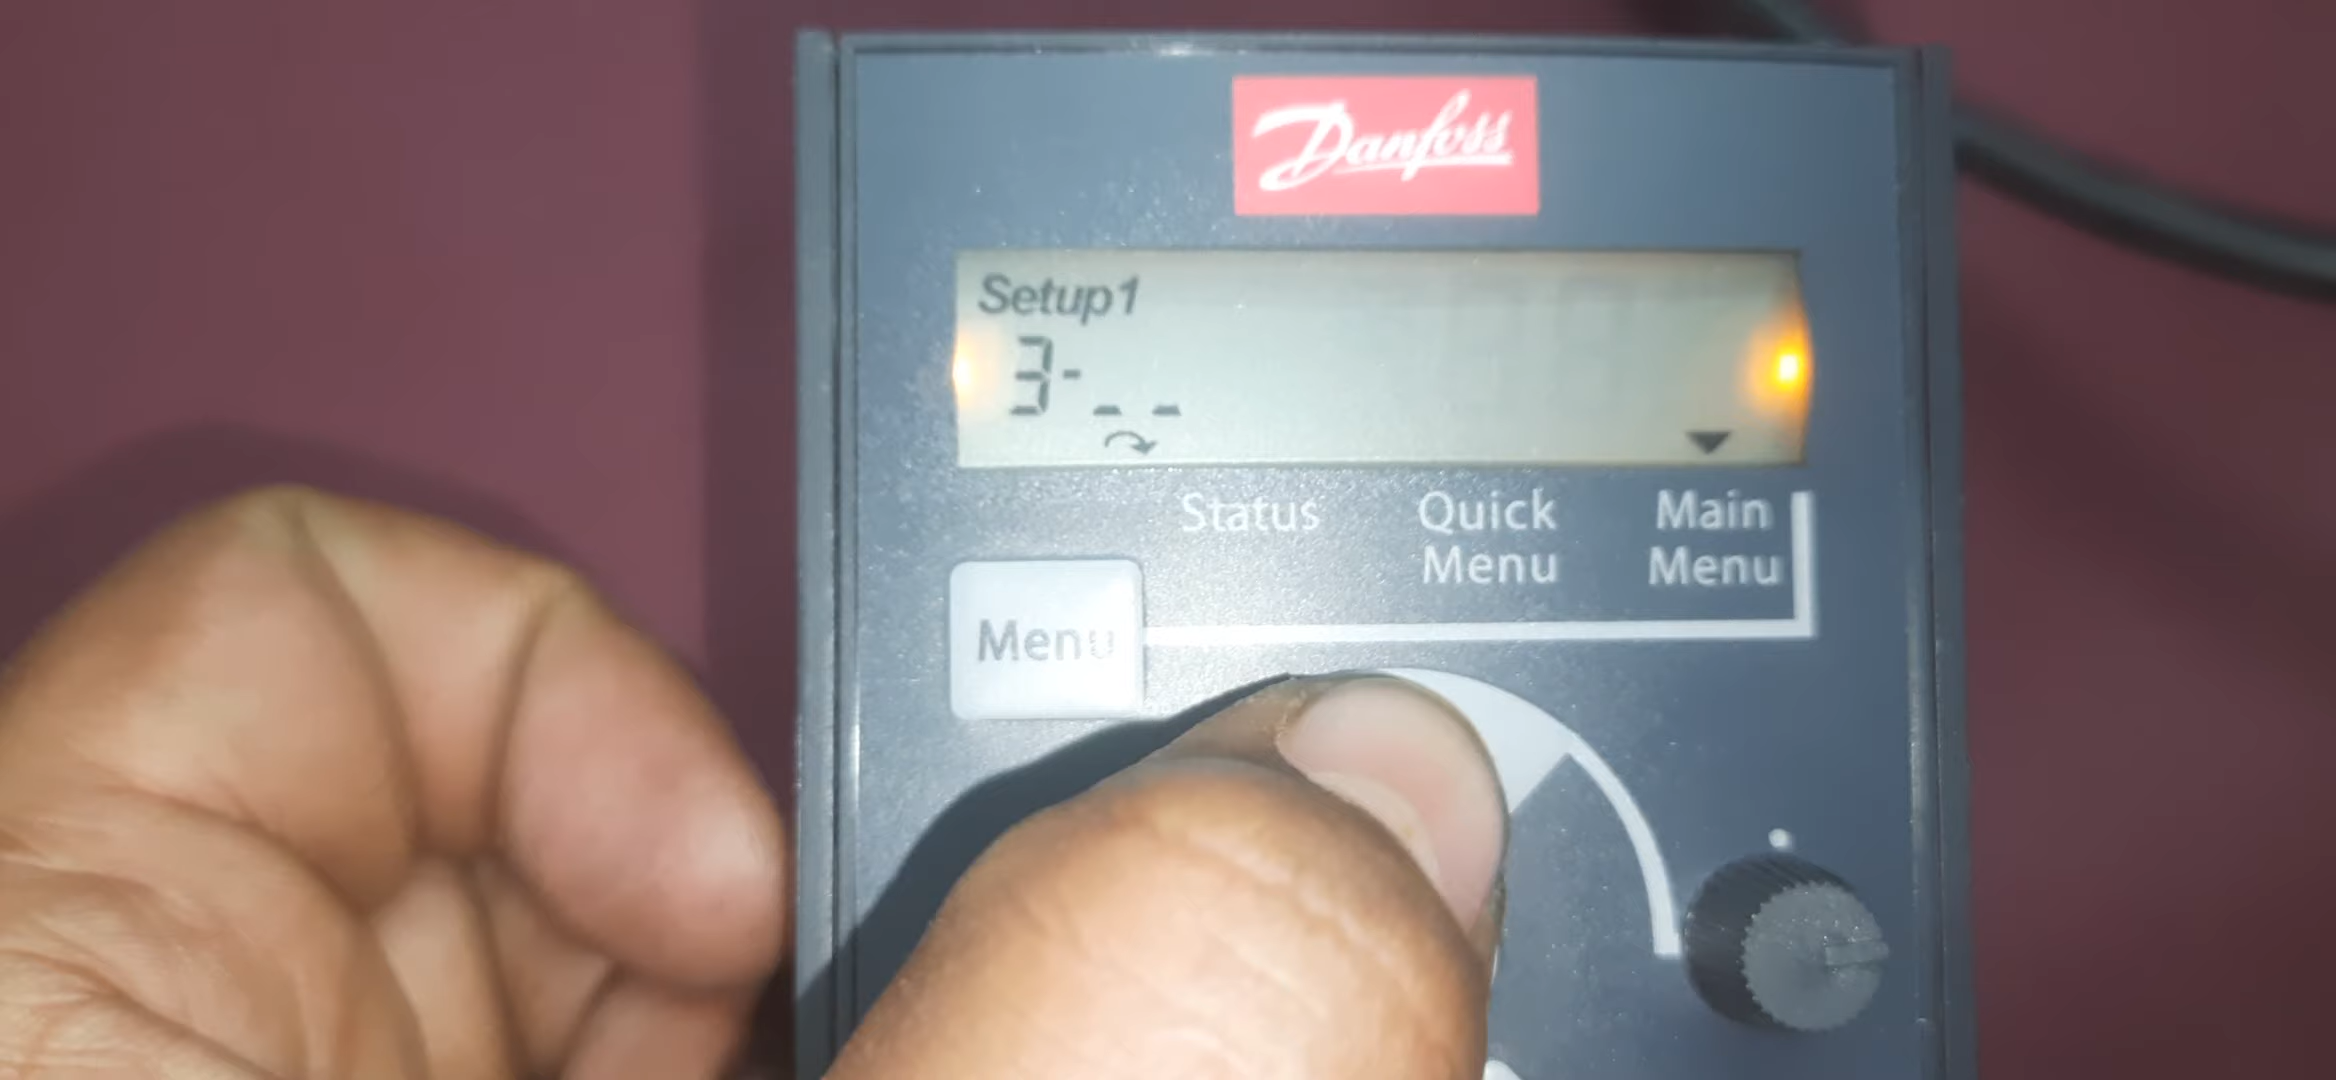 Danfoss
Setup1
3-_ _
Status
Quick
Menu
Main
Menu
Menu